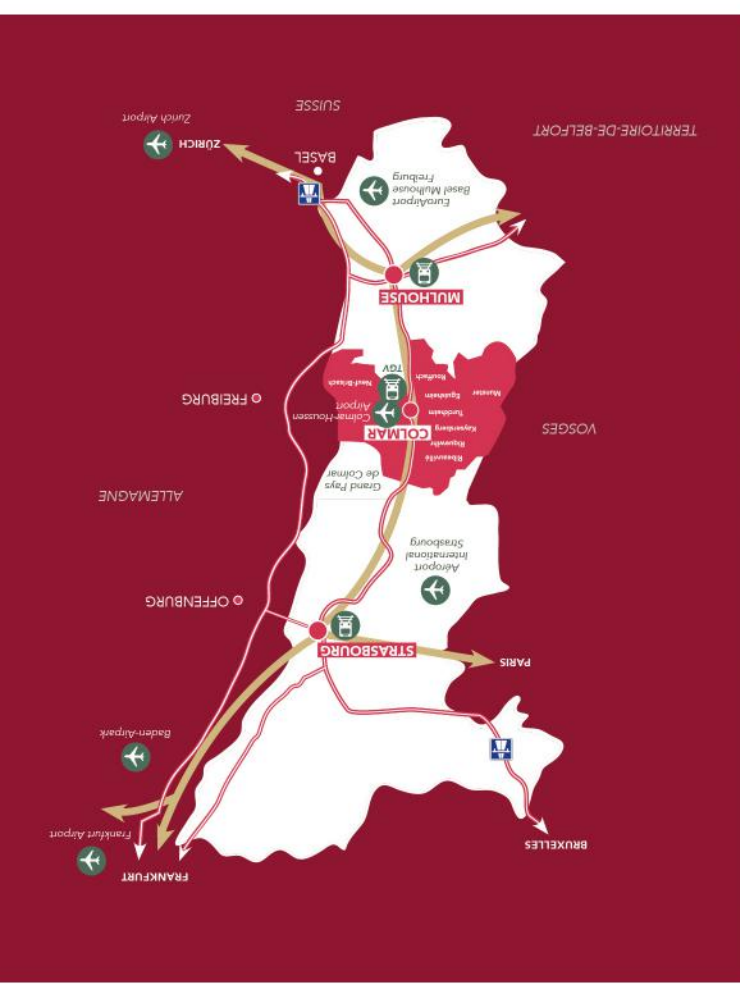 FRANKFURT
BRUXELLES
Frankfurt Airport
Baden-Airpark
PARIS
STRASBOURG
OFFENBURG
Aéroport
International
Strasbourg
ALLEMAGNE
Grand Pays
de Colmar
Ribeauvillé
Riquewihr
COLMAR
VOSGES
Kaysersberg
Colmar-Houssen
Airport
Turckheim
FREIBURG
Eguisheim
Munster
Neuf-Brisach
Rouffach
TGV
MULHOUSE
EuroAirport
Basel Mulhouse
Freiburg
BASEL
ZÜRICH
TERRITOIRE-DE-BELFORT
Zurich Airport
SUISSE